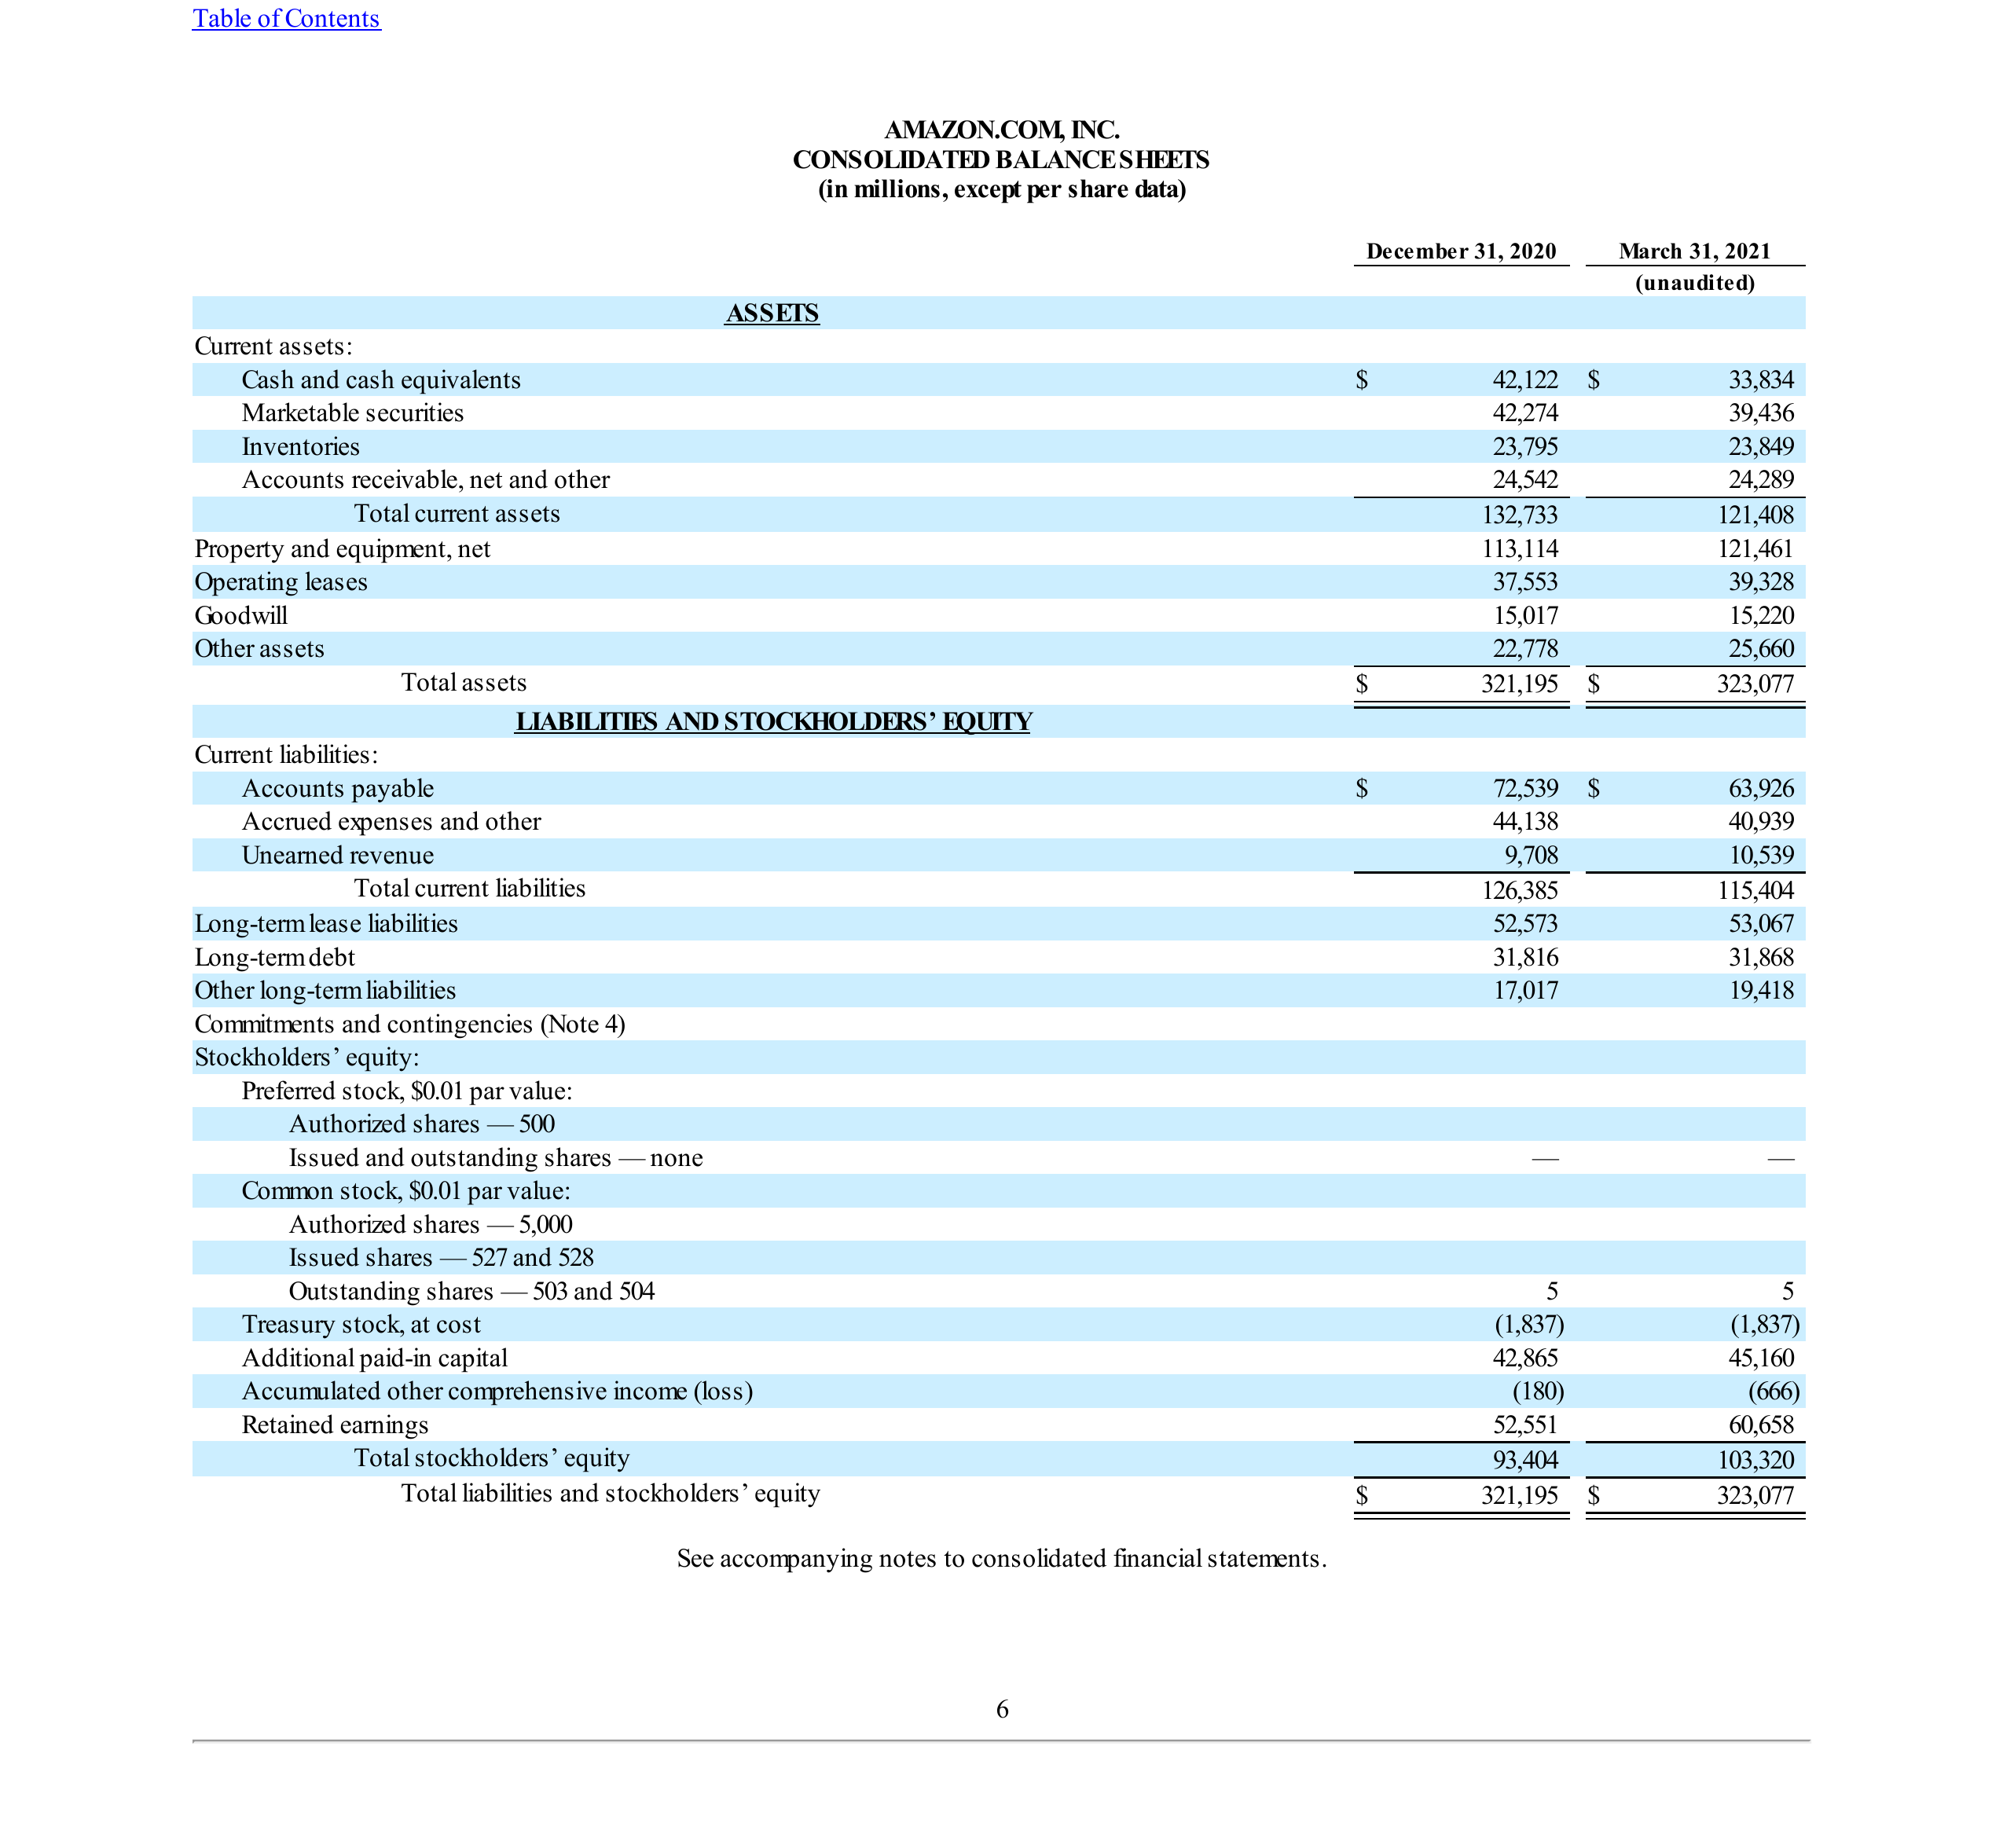 Table of Contents
AMAZON.COM, INC.
CONSOLIDATED BALANCE SHEETS
(in millions, except per share data)
December 31, 2020 March 31, 2021
(unaudited)
ASSETS
Current assets:
Cash and cash equivalents $ 42,122 $ 33,834
Marketable securities 42,274 39,436
Inventories 23,795 23,849
Accounts receivable, net and other 24,542 24,289
Total current assets 132,733 121,408
Property and equipment, net 113,114 121,461
Operating leases 37,553 39,328
Goodwill 15,017 15,220
Other assets 22,778 25,660
Total assets $ 321,195 $ 323,077
LIABILITIES AND STOCKHOLDERS’ EQUITY
Current liabilities:
Accounts payable $ 72,539 $ 63,926
Accrued expenses and other 44,138 40,939
Unearned revenue 9,708 10,539
Total current liabilities 126,385 115,404
Long-term lease liabilities 52,573 53,067
Long-term debt 31,816 31,868
Other long-term liabilities 17,017 19,418
Commitments and contingencies (Note 4)
Stockholders’ equity:
Preferred stock, $0.01 par value:
Authorized shares — 500
Issued and outstanding shares — none — —
Common stock, $0.01 par value:
Authorized shares — 5,000
Issued shares — 527 and 528
Outstanding shares — 503 and 504 5 5
Treasury stock, at cost (1,837) (1,837)
Additional paid-in capital 42,865 45,160
Accumulated other comprehensive income (loss) (180) (666)
Retained earnings 52,551 60,658
Total stockholders’ equity 93,404 103,320
Total liabilities and stockholders’ equity $ 321,195 $ 323,077
See accompanying notes to consolidated financial statements.
6